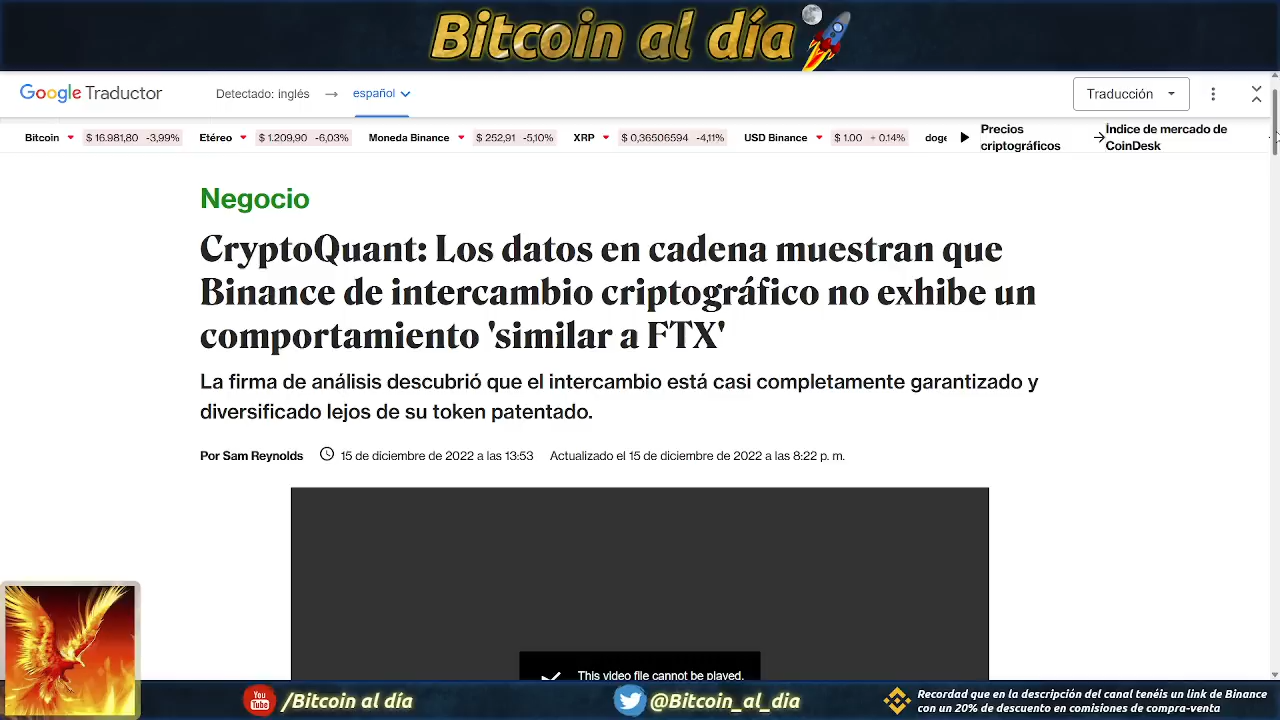 Bitcoin al día
Google Traductor Detectado: inglés → español Traducción
Bitcoin $ 16.981,80 -3,99% Etéreo $ 1.209,90 -6,03% Moneda Binance $ 252,91 -5,10% XRP $ 0,36506594 -4,11% USD Binance $ 1.00 + 0.14% doge
Precios criptográficos
Índice de mercado de CoinDesk
Negocio
CryptoQuant: Los datos en cadena muestran que
Binance de intercambio criptográfico no exhibe un
comportamiento 'similar a FTX'
La firma de análisis descubrió que el intercambio está casi completamente garantizado y
diversificado lejos de su token patentado.
Por Sam Reynolds 15 de diciembre de 2022 a las 13:53 Actualizado el 15 de diciembre de 2022 a las 8:22 p. m.
This video file cannot be played.
You Tube /Bitcoin al día @Bitcoin_al_dia
Recordad que en la descripción del canal tenéis un link de Binance
con un 20% de descuento en comisiones de compra-venta